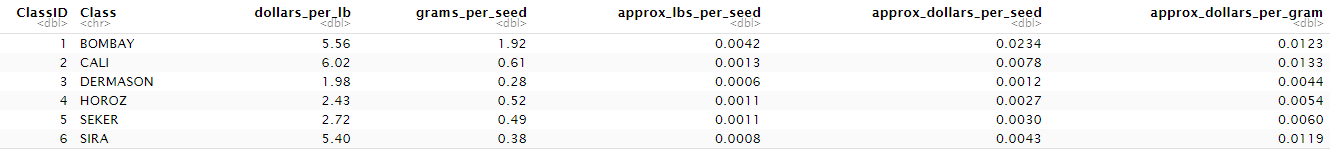 ClassID Class dollars_per_lb grams_per_seed approx_lbs_per_seed approx_dollars_per_seed approx_dollars_per_gram
<dbl> <chr> <dbl> <dbl> <dbl> <dbl> <dbl>
1 BOMBAY 5.56 1.92 0.0042 0.0234 0.0123
2 CALI 6.02 0.61 0.0013 0.0078 0.0133
3 DERMASON 1.98 0.28 0.0006 0.0012 0.0044
4 HOROZ 2.43 0.52 0.0011 0.0027 0.0054
5 SEKER 2.72 0.49 0.0011 0.0030 0.0060
6 SIRA 5.40 0.38 0.0008 0.0043 0.0119